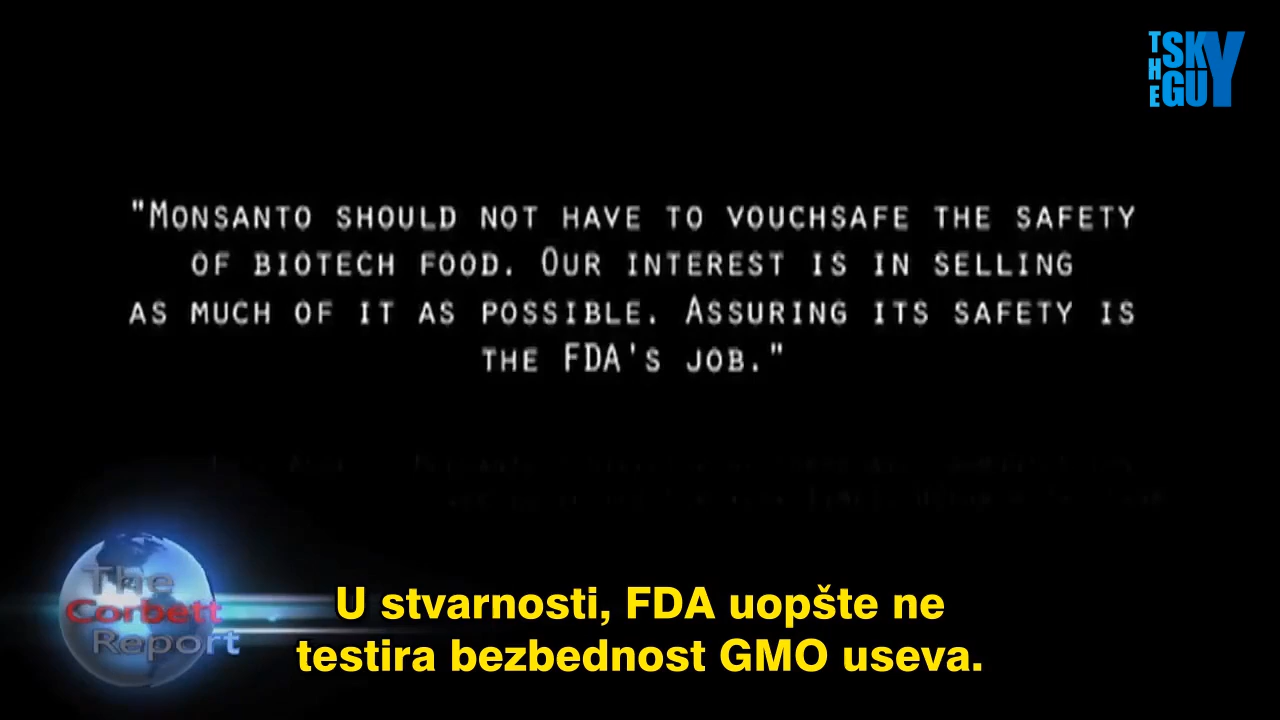 THE SKY GUY
"MONSANTO SHOULD NOT HAVE TO VOUCHSAFE THE SAFETY
OF BIOTECH FOOD. OUR INTEREST IS IN SELLING
AS MUCH OF IT AS POSSIBLE. ASSURING ITS SAFETY IS
THE FDA'S JOB."
The
Corbett
Report
U stvarnosti, FDA uopšte ne
testira bezbednost GMO useva.